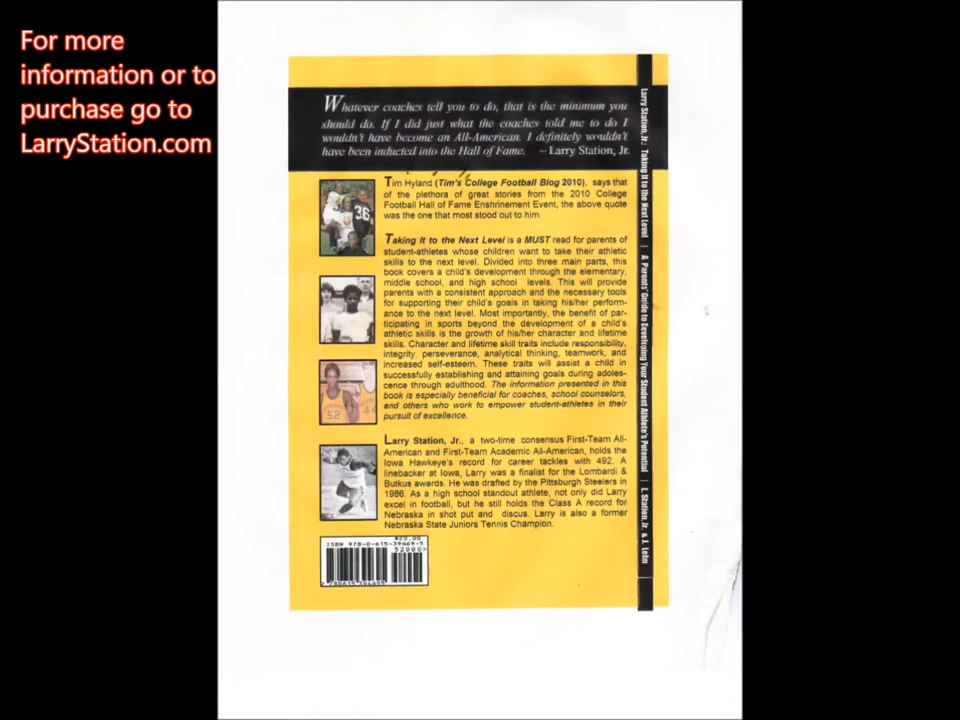 For more
information or to
purchase go to
LarryStation.com
Whatever coaches tell you to do, that is the minimum you
should do. If I did just what the coaches told me to do I
wouldn't have become an All-American. I definitely wouldn't
have been inducted into the Hall of Fame. – Larry Station, Jr.
Tim Hyland (Tim's College Football Blog 2010), says that
of the plethora of great stories from the 2010 College
Football Hall of Fame Enshrinement Event, the above quote
was the one that most stood out to him.
Taking It to the Next Level is a MUST read for parents of
student-athletes whose children want to take their athletic
skills to the next level. Divided into three main parts, this
book covers a child's development through the elementary,
middle school, and high school levels. This will provide
parents with a consistent approach and the necessary tools
for supporting their child's goals in taking his/her perform-
ance to the next level. Most importantly, the benefit of par-
ticipating in sports beyond the development of a child's
athletic skills is the growth of his/her character and lifetime
skills. Character and lifetime skill traits include responsibility,
integrity, perseverance, analytical thinking, teamwork, and
increased self-esteem. These traits will assist a child in
successfully establishing and attaining goals during adoles-
cence through adulthood. The information presented in this
book is especially beneficial for coaches, school counselors,
and others who work to empower student-athletes in their
pursuit of excellence.
Larry Station, Jr., a two-time consensus First-Team All-
American and First-Team Academic All-American, holds the
Iowa Hawkeye's record for career tackles with 492. A
linebacker at Iowa, Larry was a finalist for the Lombardi &
Butkus awards. He was drafted by the Pittsburgh Steelers in
1986. As a high school standout athlete, not only did Larry
excel in football, but he still holds the Class A record for
Nebraska in shot put and discus. Larry is also a former
Nebraska State Juniors Tennis Champion.
36
52
44
$20.00
ISBN 978-0-615-39469-5
52000>
Larry Station, Jr.: Taking It to the Next Level | A Parents' Guide to Developing Your Student Athlete's Potential | L. Station, Jr. & J. Lehn